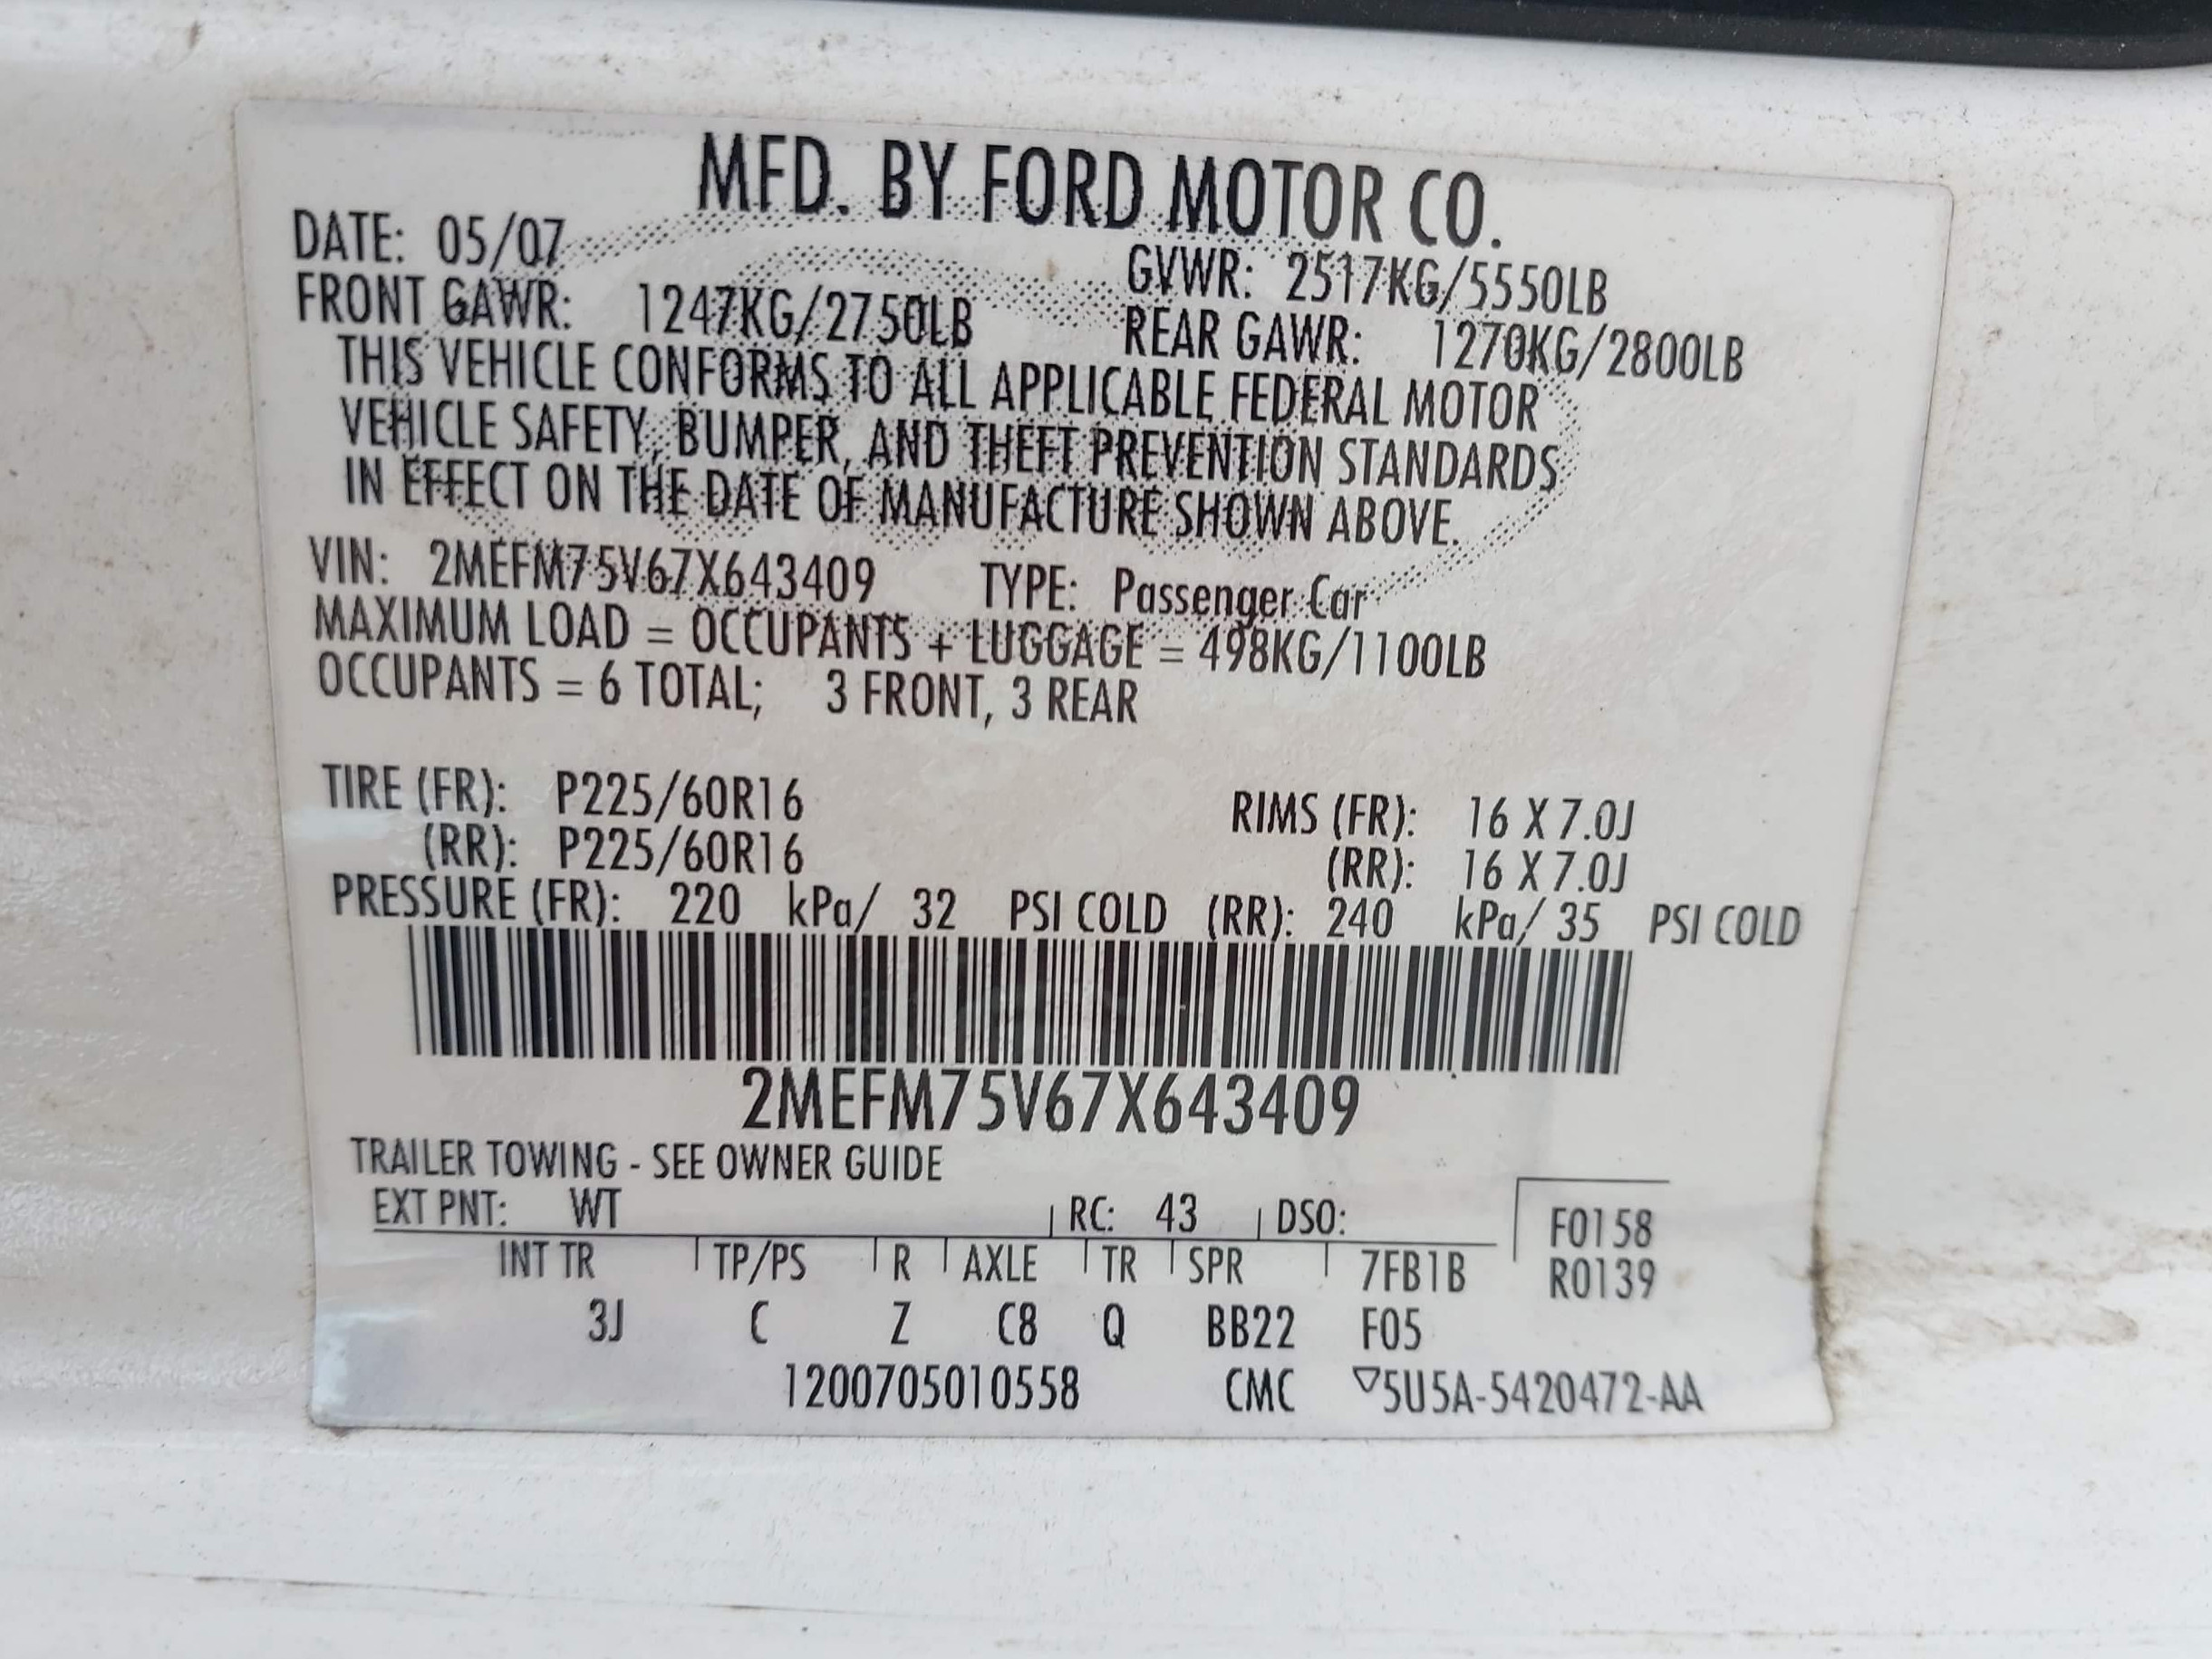 MFD. BY FORD MOTOR CO.
DATE: 05/07 GVWR: 2517KG/5550LB
FRONT GAWR: 1247KG/2750LB REAR GAWR: 1270KG/2800LB
THIS VEHICLE CONFORMS TO ALL APPLICABLE FEDERAL MOTOR
VEHICLE SAFETY, BUMPER, AND THEFT PREVENTION STANDARDS
IN EFFECT ON THE DATE OF MANUFACTURE SHOWN ABOVE.
VIN: 2MEFM75V67X643409 TYPE: Passenger Car
MAXIMUM LOAD = OCCUPANTS + LUGGAGE = 498KG/1100LB
OCCUPANTS = 6 TOTAL; 3 FRONT, 3 REAR
TIRE (FR): P225/60R16 RIMS (FR): 16 X 7.0J
(RR): P225/60R16 (RR): 16 X 7.0J
PRESSURE (FR): 220 kPa/ 32 PSI COLD (RR): 240 kPa/ 35 PSI COLD
2MEFM75V67X643409
TRAILER TOWING - SEE OWNER GUIDE
EXT PNT: WT RC: 43 DSO: F0158
INT TR TP/PS R AXLE TR SPR 7FB1B R0139
3J C Z C8 Q BB22 F05
1200705010558 CMC ▽5U5A-5420472-AA